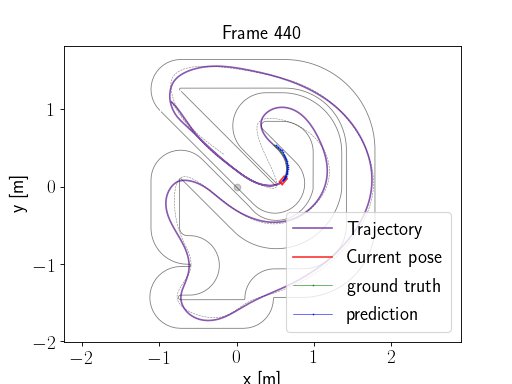 Frame 440
1
0
−1
−2
y [m]
Trajectory
Current pose
ground truth
prediction
−2 −1 0 1 2
x [m]